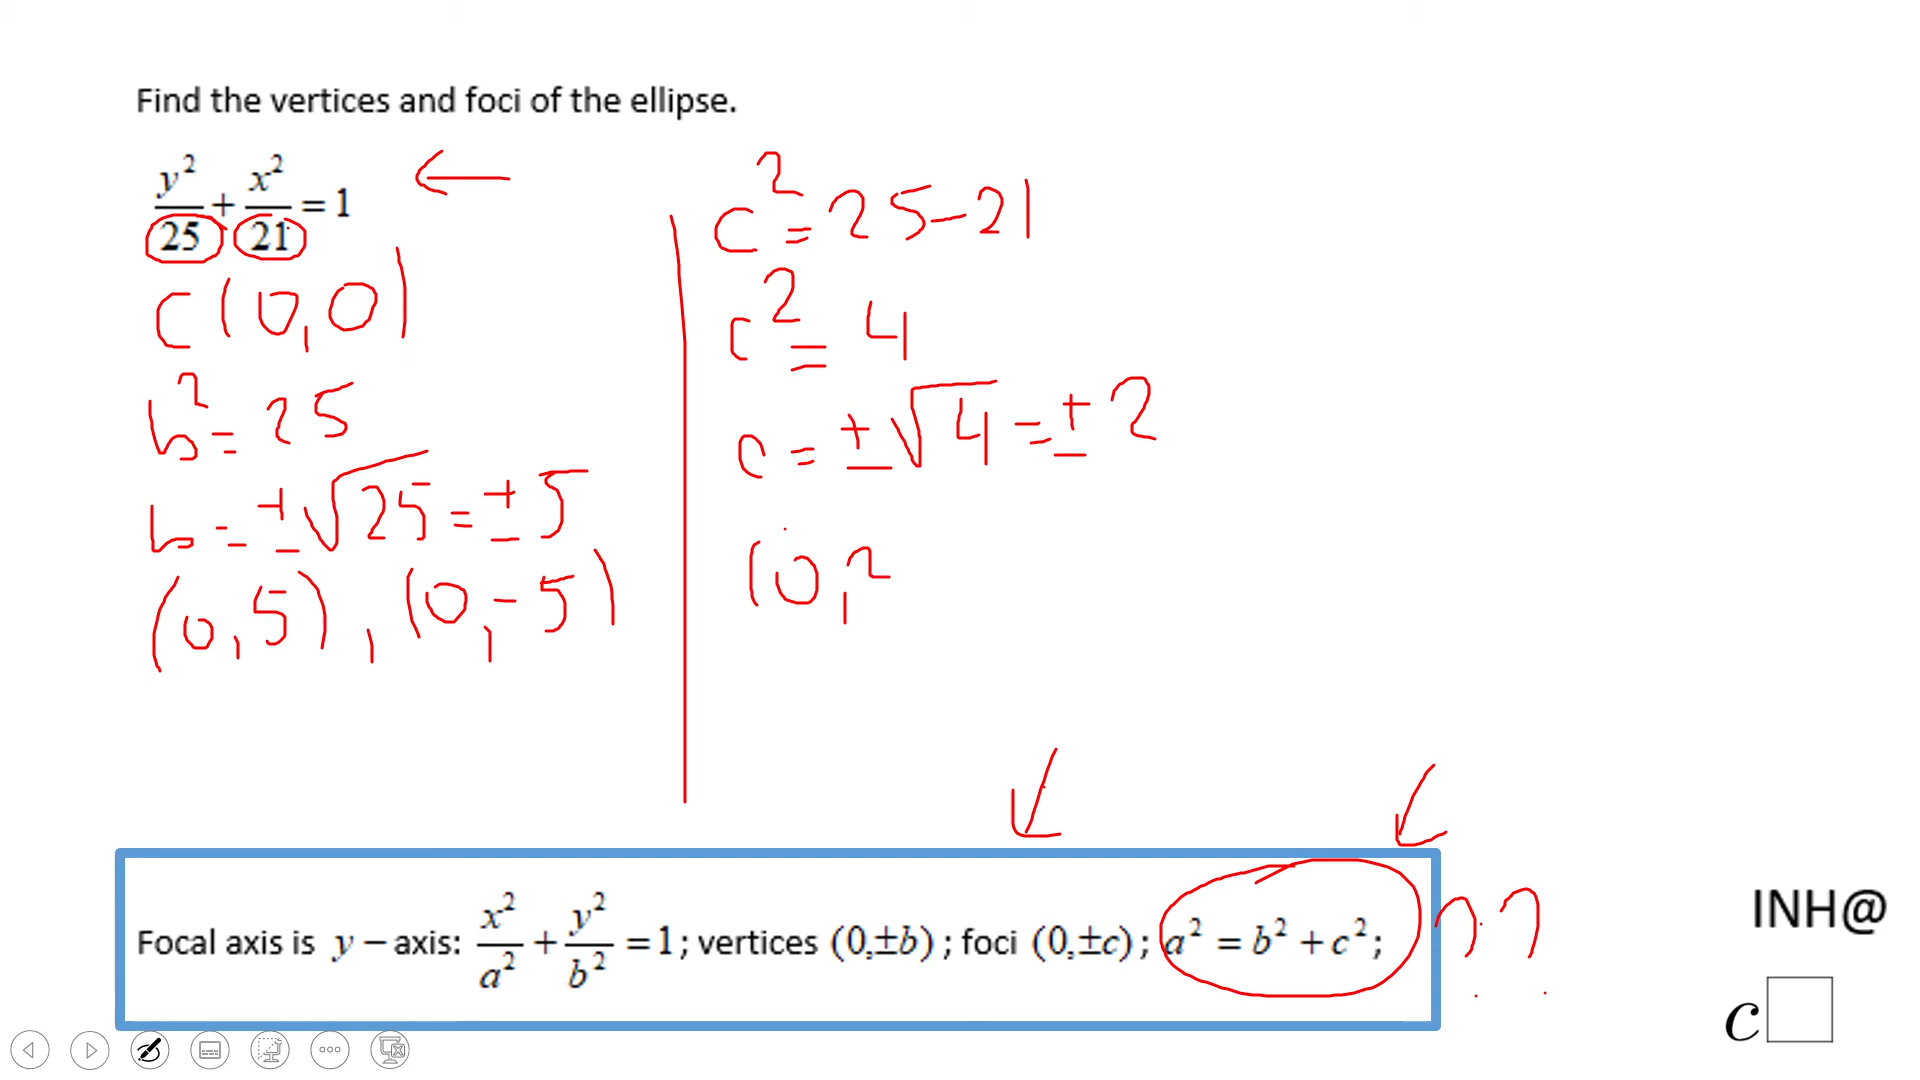 Find the vertices and foci of the ellipse.
y²/25 + x²/21 = 1
C(0,0)
b² = 25
b = ±√25 = ±5
(0,5), (0,-5)
c² = 25-21
c² = 4
c = ±√4 = ±2
(0,2
Focal axis is y – axis: x²/a² + y²/b² = 1; vertices (0,±b); foci (0,±c); a² = b² + c²; ??
INH@
c